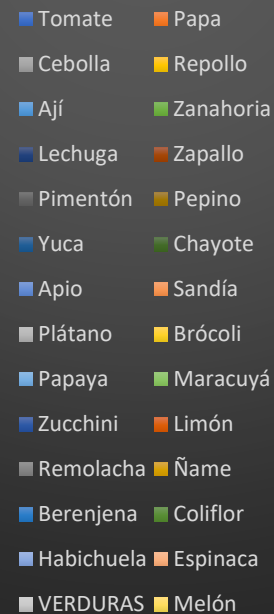 Tomate Papa
Cebolla Repollo
Ají Zanahoria
Lechuga Zapallo
Pimentón Pepino
Yuca Chayote
Apio Sandía
Plátano Brócoli
Papaya Maracuyá
Zucchini Limón
Remolacha Ñame
Berenjena Coliflor
Habichuela Espinaca
VERDURAS Melón